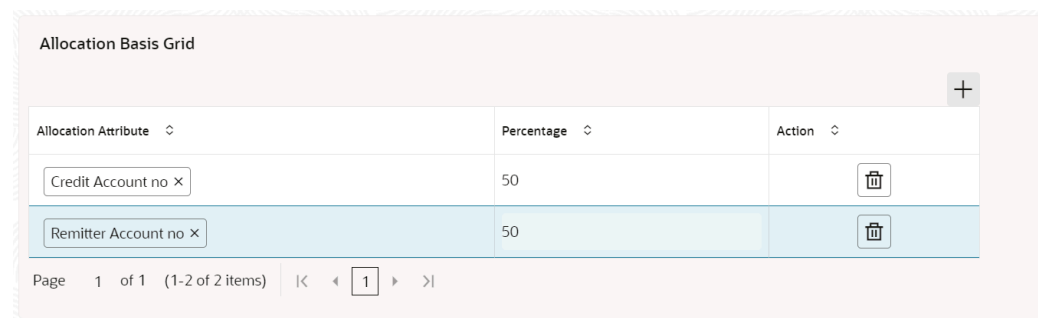 Allocation Basis Grid
Allocation Attribute Percentage Action
Credit Account no × 50
Remitter Account no × 50
Page 1 of 1 (1-2 of 2 items) 1